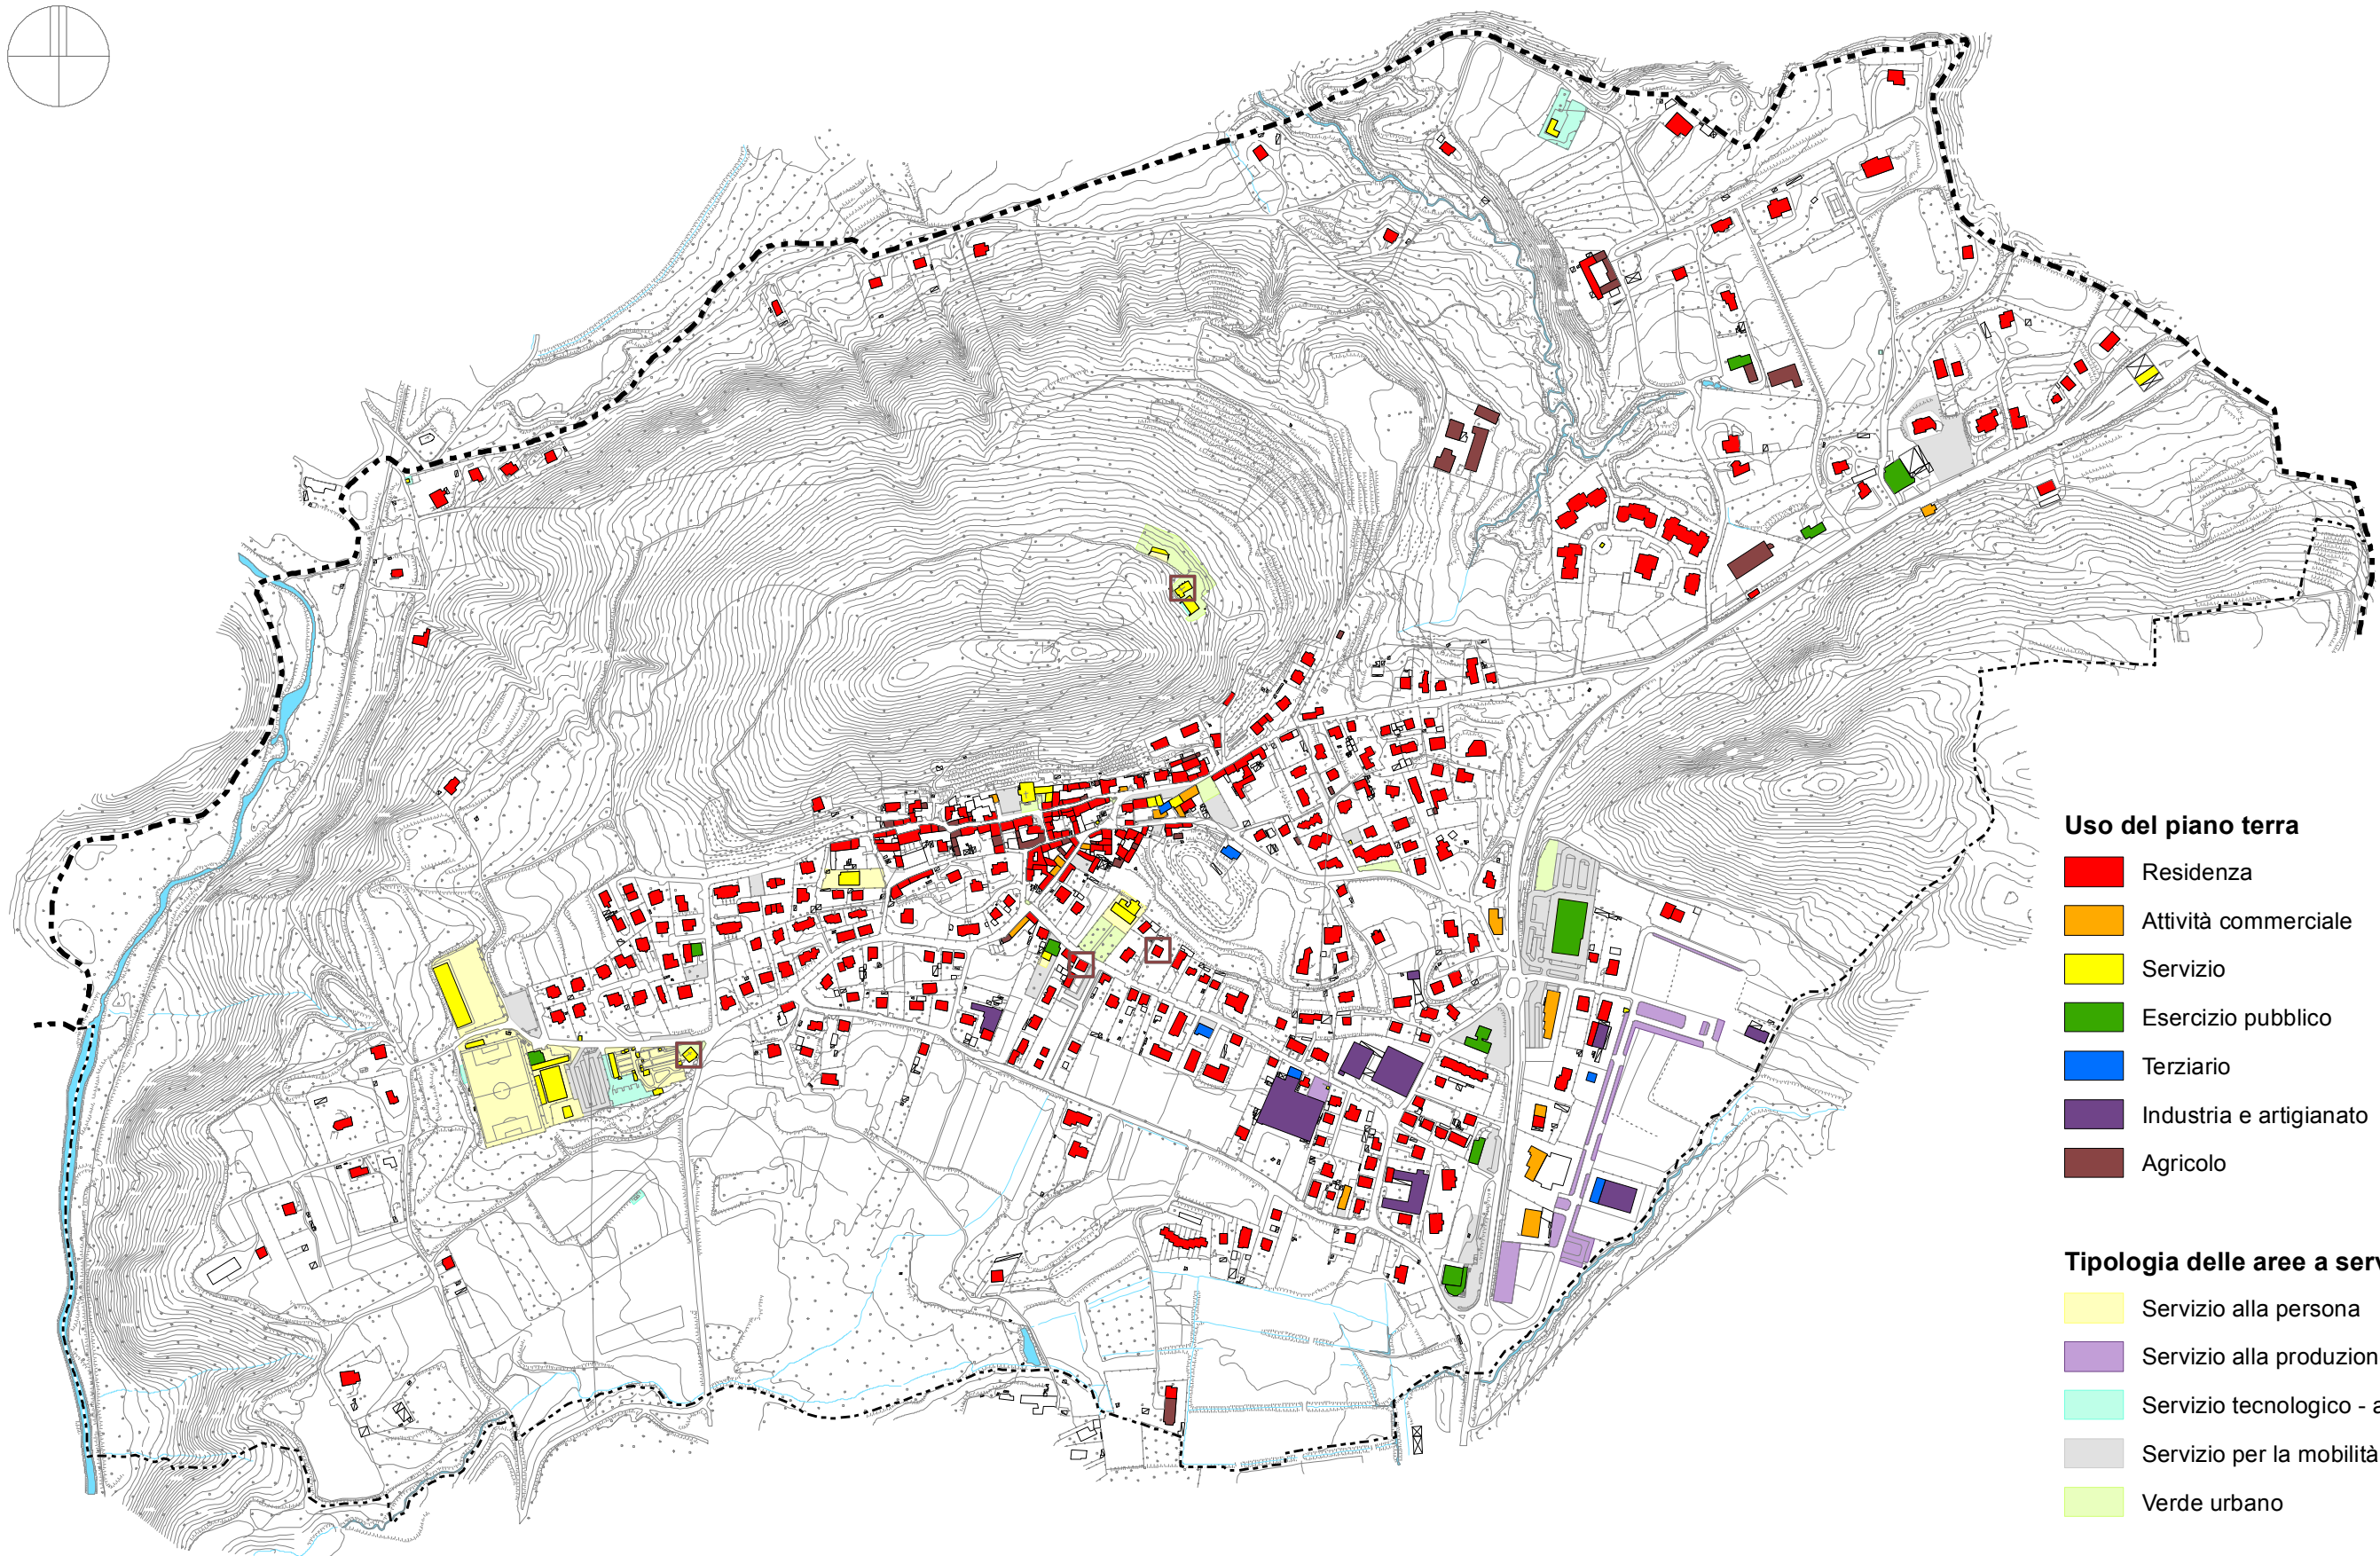 Uso del piano terra
Residenza
Attività commerciale
Servizio
Esercizio pubblico
Terziario
Industria e artigianato
Agricolo
Tipologia delle aree a serv
Servizio alla persona
Servizio alla produzion
Servizio tecnologico - a
Servizio per la mobilità
Verde urbano